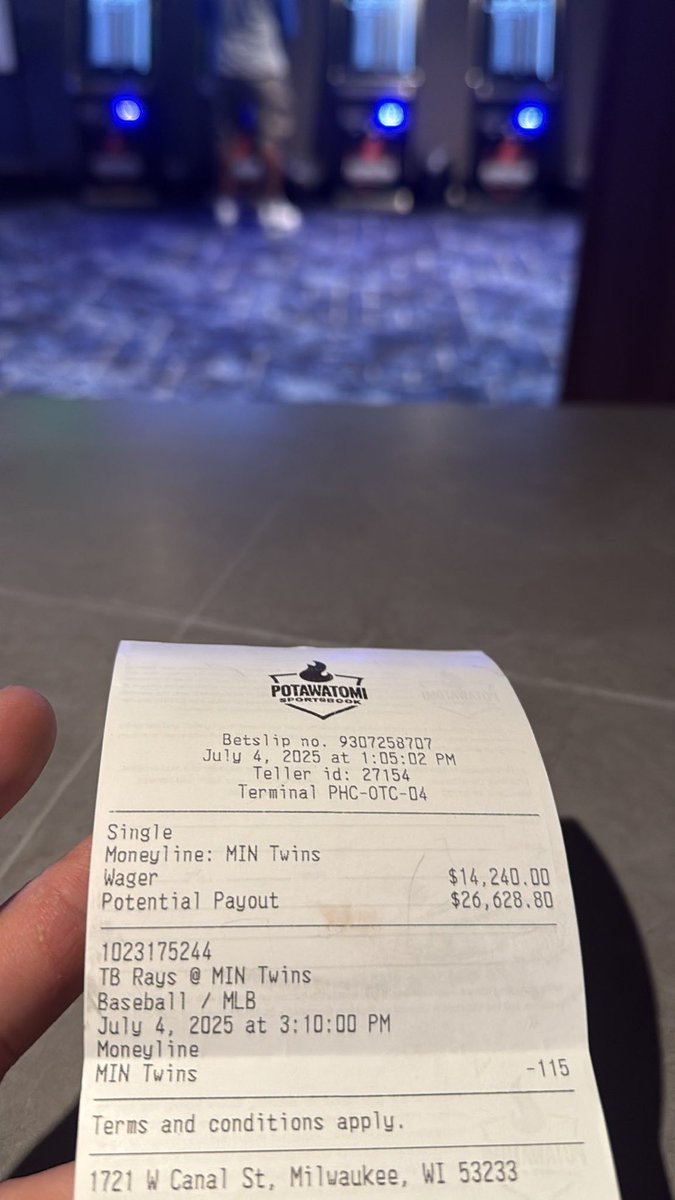 POTAWATOMI
SPORTSBOOK
Betslip no. 9307258707
July 4, 2025 at 1:05:02 PM
Teller id: 27154
Terminal PHC-OTC-04
Single
Moneyline: MIN Twins
Wager $14,240.00
Potential Payout $26,628.80
1023175244
TB Rays @ MIN Twins
Baseball / MLB
July 4, 2025 at 3:10:00 PM
Moneyline
MIN Twins -115
Terms and conditions apply.
1721 W Canal St, Milwaukee, WI 53233